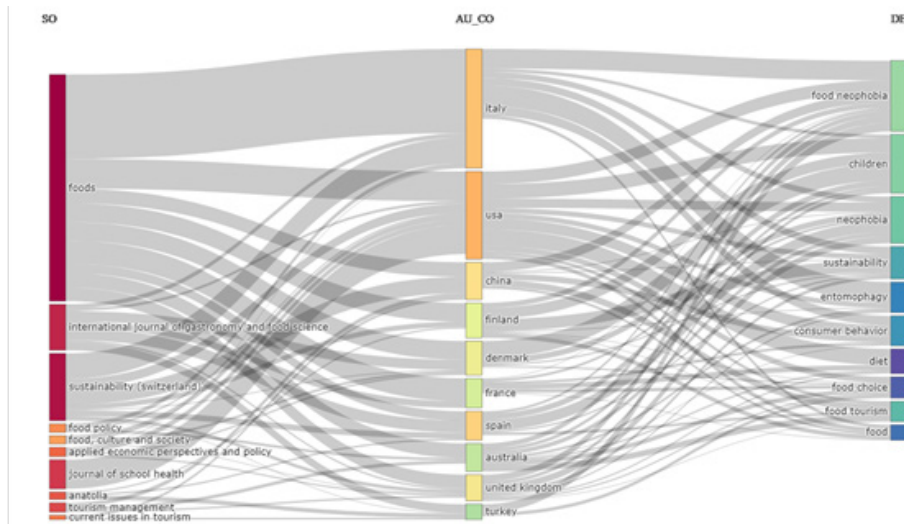 SO
AU_CO
DE
foods
international journal of gastronomy and food science
sustainability (switzerland)
food policy
food, culture and society
applied economic perspectives and policy
journal of school health
anatolia
tourism management
current issues in tourism
italy
usa
china
finland
denmark
france
spain
australia
united kingdom
turkey
food neophobia
children
neophobia
sustainability
entomophagy
consumer behavior
diet
food choice
food tourism
food